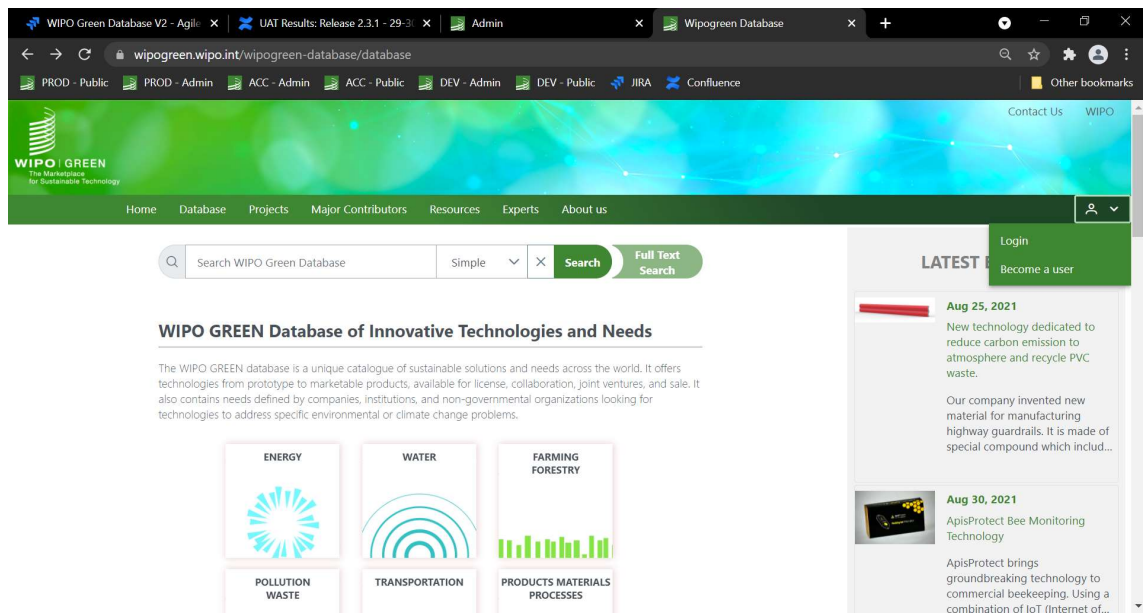 WIPO Green Database V2 - Agile
UAT Results: Release 2.3.1 - 29-30
Admin
Wipogreen Database
wipogreen.wipo.int/wipogreen-database/database
PROD - Public
PROD - Admin
ACC - Admin
ACC - Public
DEV - Admin
DEV - Public
JIRA
Confluence
Other bookmarks
Contact Us
WIPO
WIPO | GREEN
The Marketplace
for Sustainable Technology
Home
Database
Projects
Major Contributors
Resources
Experts
About us
Login
Become a user
Search WIPO Green Database
Simple
Search
Full Text
Search
LATEST
WIPO GREEN Database of Innovative Technologies and Needs
The WIPO GREEN database is a unique catalogue of sustainable solutions and needs across the world. It offers
technologies from prototype to marketable products, available for license, collaboration, joint ventures, and sale. It
also contains needs defined by companies, institutions, and non-governmental organizations looking for
technologies to address specific environmental or climate change problems.
ENERGY
WATER
FARMING
FORESTRY
POLLUTION
WASTE
TRANSPORTATION
PRODUCTS MATERIALS
PROCESSES
Aug 25, 2021
New technology dedicated to
reduce carbon emission to
atmosphere and recycle PVC
waste.
Our company invented new
material for manufacturing
highway guardrails. It is made of
special compound which includ...
Aug 30, 2021
ApisProtect Bee Monitoring
Technology
ApisProtect brings
groundbreaking technology to
commercial beekeeping. Using a
combination of IoT (Internet of...